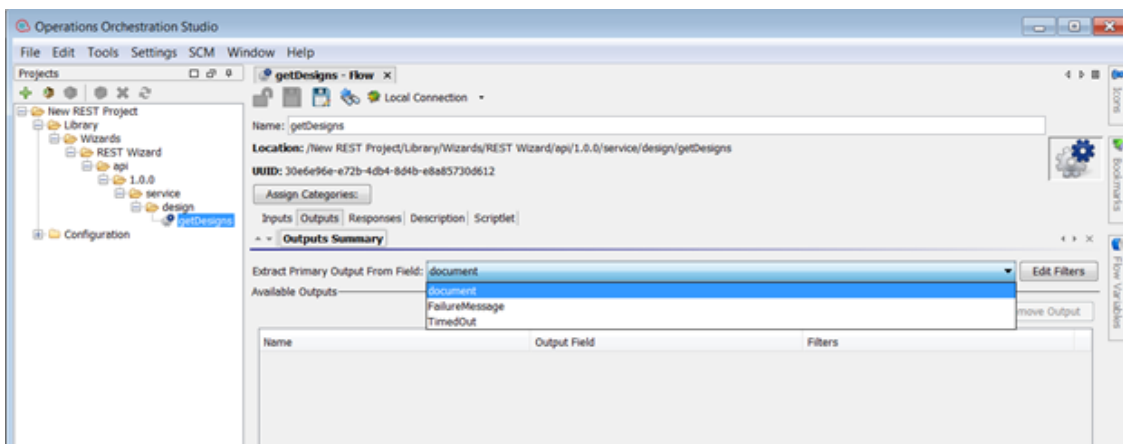 Operations Orchestration Studio
File Edit Tools Settings SCM Window Help
Projects
getDesigns - Flow
Local Connection
New REST Project
Library
Wizards
REST Wizard
api
1.0.0
service
design
getDesigns
Configuration
Name: getDesigns
Location: /New REST Project/Library/Wizards/REST Wizard/api/1.0.0/service/design/getDesigns
UUID: 30e6e96e-e72b-4db4-8d4b-e8a85730d612
Assign Categories:
Inputs Outputs Responses Description Scriptlet
Outputs Summary
Extract Primary Output From Field: document Edit Filters
Available Outputs
document
FailureMessage
TimedOut
move Output
Name Output Field Filters
Icons
Bookmarks
Flow Variables